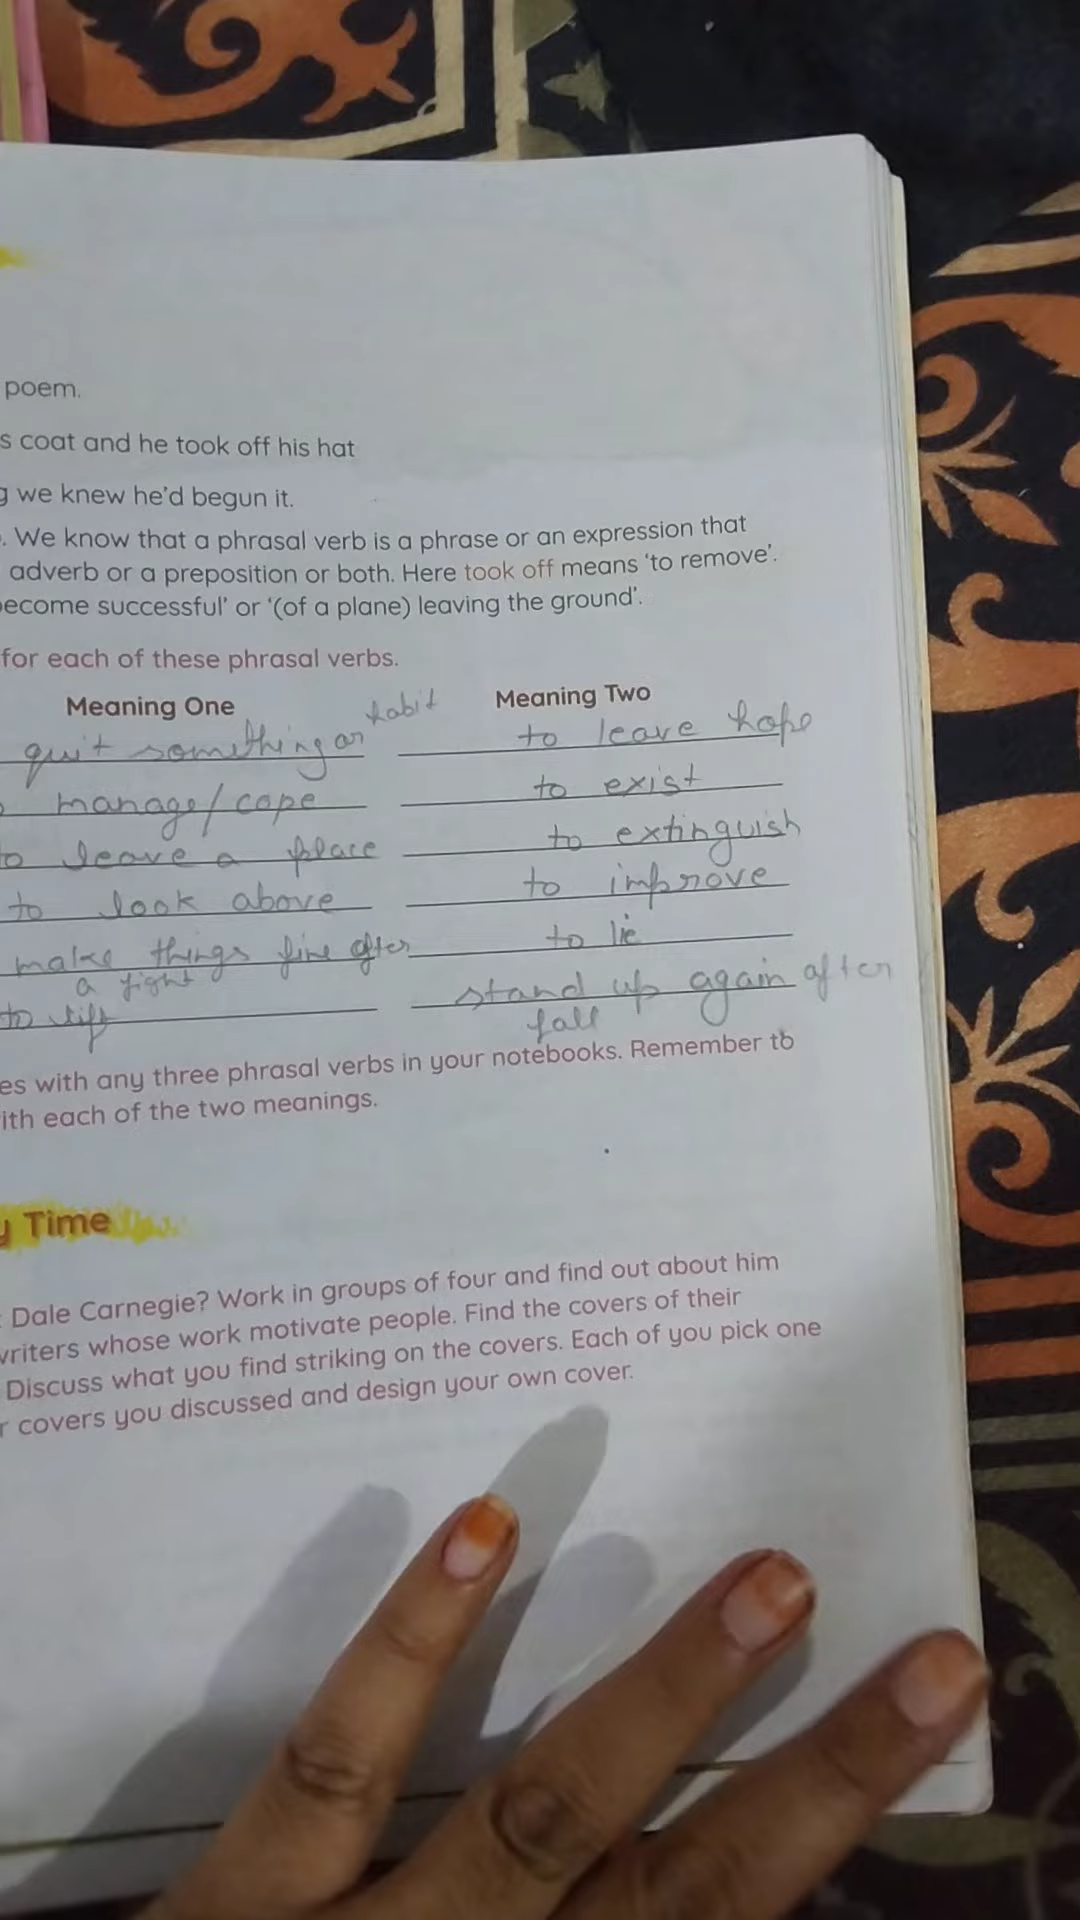 poem.
s coat and he took off his hat
g we knew he'd begun it.
. We know that a phrasal verb is a phrase or an expression that
adverb or a preposition or both. Here took off means 'to remove'.
ecome successful' or '(of a plane) leaving the ground'.
for each of these phrasal verbs.
Meaning One Meaning Two
quit something or habit to leave hope
manage/cope to exist
to leave a place to extinguish
to look above to improve
make things fine after a fight to lie
to lift stand up again after fall
es with any three phrasal verbs in your notebooks. Remember to
ith each of the two meanings.
y Time
Dale Carnegie? Work in groups of four and find out about him
writers whose work motivate people. Find the covers of their
Discuss what you find striking on the covers. Each of you pick one
r covers you discussed and design your own cover.